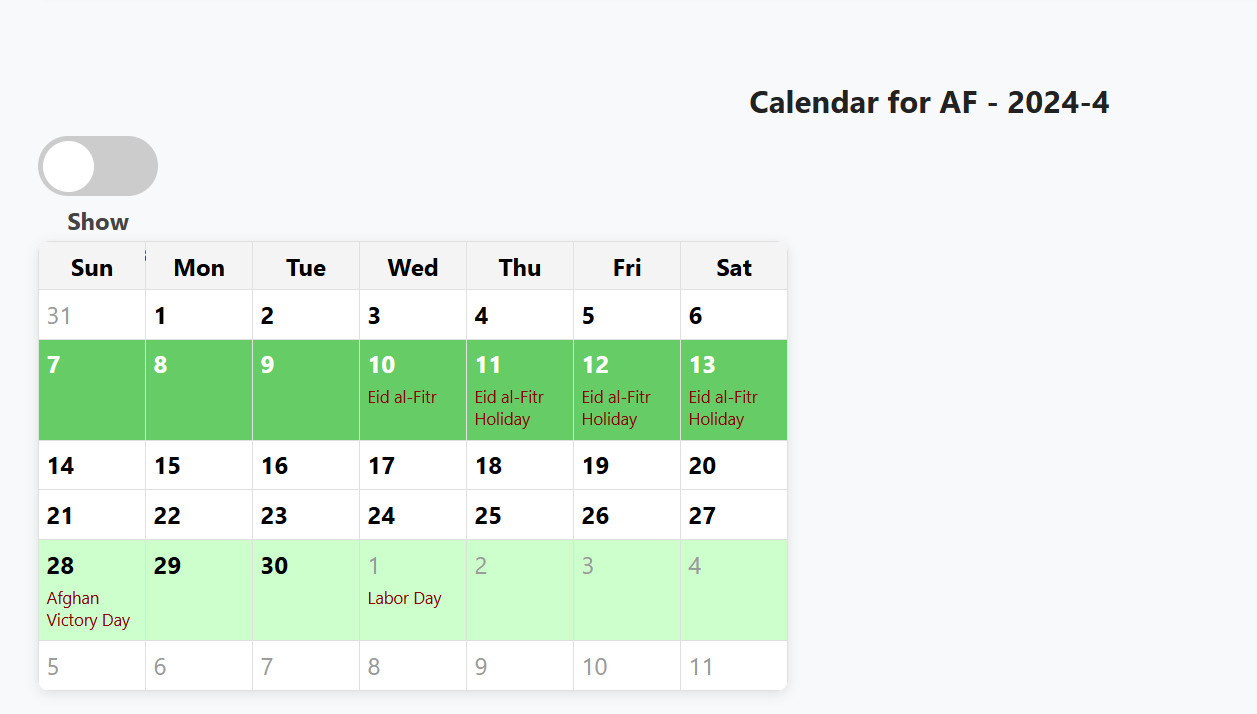 Calendar for AF - 2024-4
Show
Sun Mon Tue Wed Thu Fri Sat
31 1 2 3 4 5 6
7 8 9 10 11 12 13
Eid al-Fitr Eid al-Fitr Eid al-Fitr Eid al-Fitr
Holiday Holiday Holiday
14 15 16 17 18 19 20
21 22 23 24 25 26 27
28 29 30 1 2 3 4
Afghan Labor Day
Victory Day
5 6 7 8 9 10 11